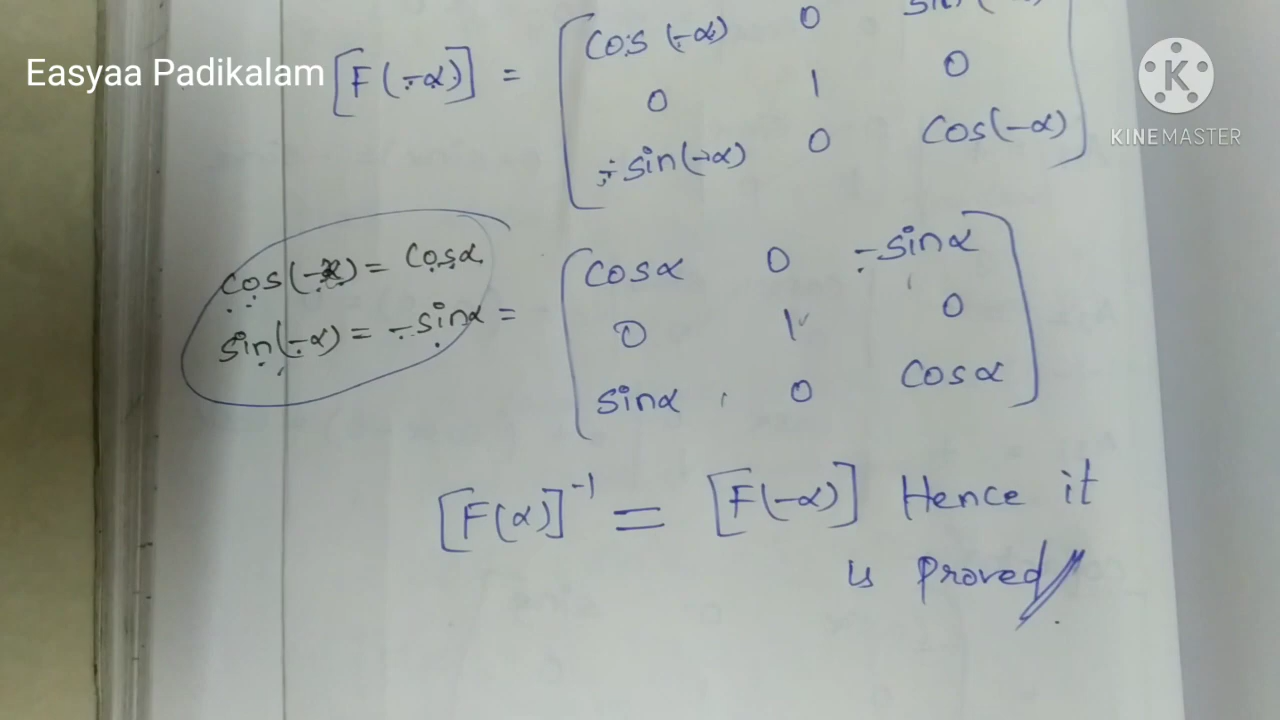 Easyaa Padikalam
KINEMASTER
[F(-α)] = [cos(-α) 0 sin(
0 1 0
-sin(-α) 0 cos(-α)]
cos(-α) = cosα
sin(-α) = -sinα
= [cosα 0 -sinα
0 1 0
sinα 0 cosα]
[F(α)]⁻¹ = [F(-α)] Hence it
is proved